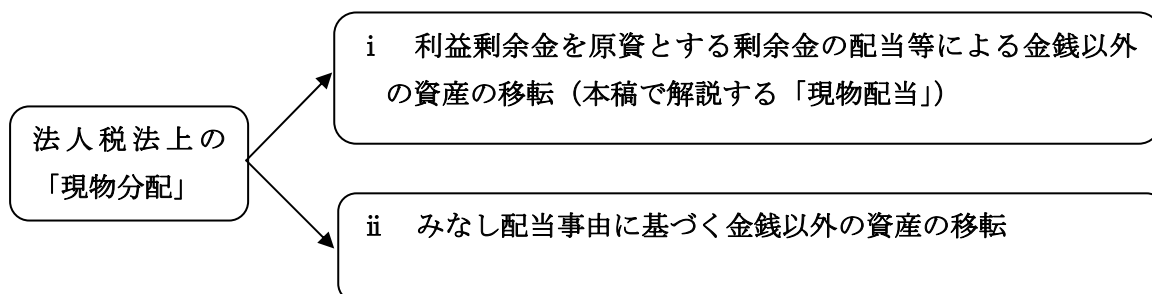 法人税法上の
「現物分配」
ⅰ　利益剰余金を原資とする剰余金の配当等による金銭以外
の資産の移転（本稿で解説する「現物配当」）
ⅱ　みなし配当事由に基づく金銭以外の資産の移転